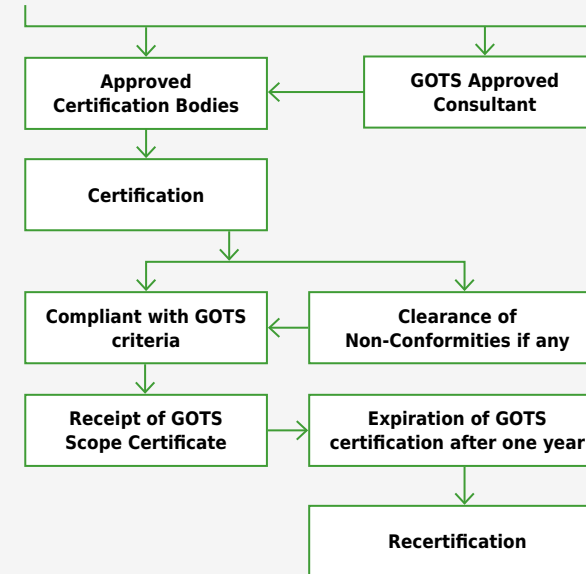 Approved
Certification Bodies
GOTS Approved
Consultant
Certification
Compliant with GOTS
criteria
Clearance of
Non-Conformities if any
Receipt of GOTS
Scope Certificate
Expiration of GOTS
certification after one year
Recertification